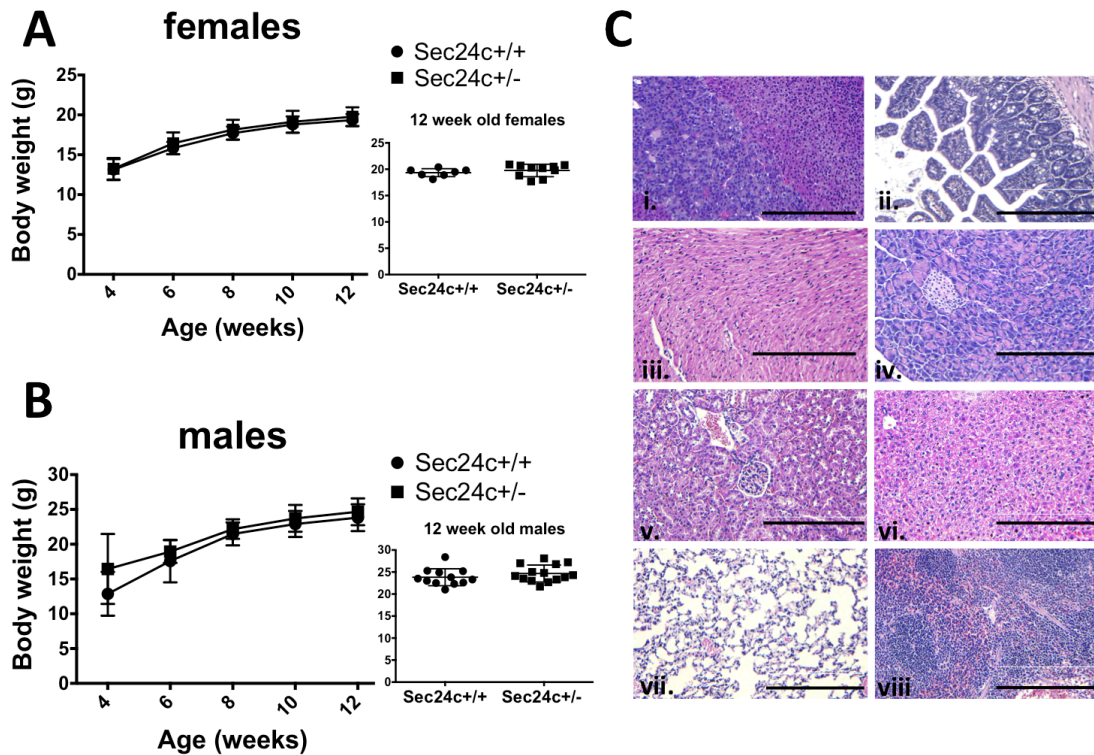 A
females
Body weight (g)
25
20
15
10
5
0
4
6
8
10
12
Age (weeks)
Sec24c+/+
Sec24c+/-
12 week old females
25
20
15
10
5
0
Sec24c+/+
Sec24c+/-
B
males
Body weight (g)
30
25
20
15
10
5
0
4
6
8
10
12
Age (weeks)
Sec24c+/+
Sec24c+/-
12 week old males
30
25
20
15
10
5
0
Sec24c+/+
Sec24c+/-
C
i.
ii.
iii.
iv.
v.
vi.
vii.
viii